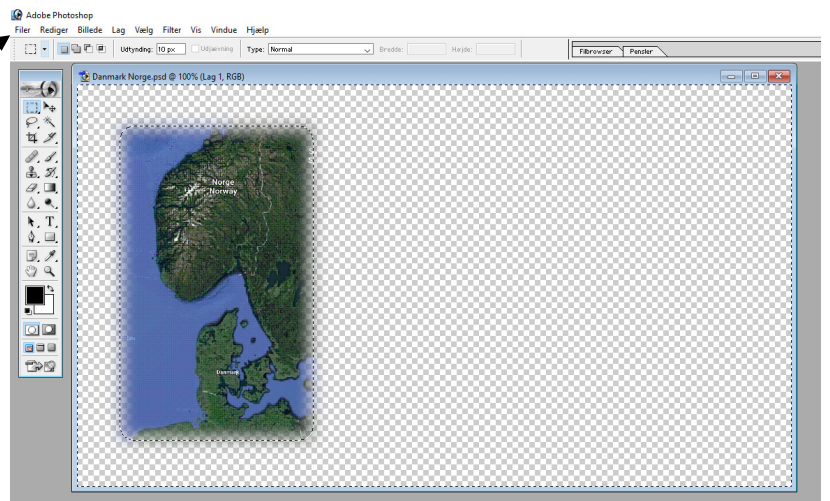 Adobe Photoshop
Filer Rediger Billede Lag Vælg Filter Vis Vindue Hjælp
Udtynding: 10 px Udjævning Type: Normal Bredde: Højde: Filbrowser Pensler
Danmark Norge.psd @ 100% (Lag 1, RGB)
Norge
Norway
T
Danmark